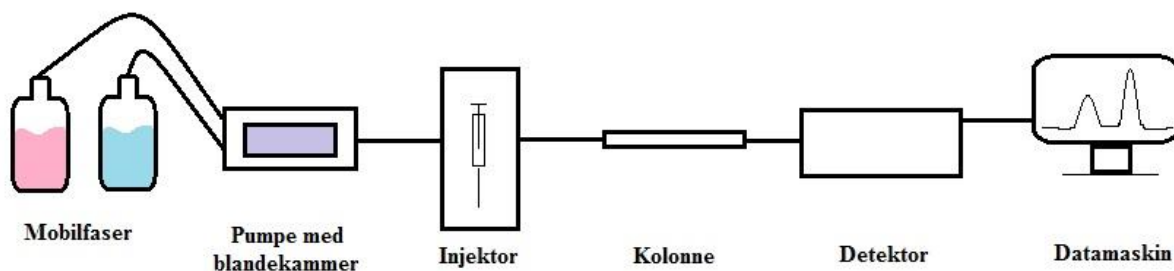 Mobilfaser
Pumpe med
blandekammer
Injektor
Kolonne
Detektor
Datamaskin